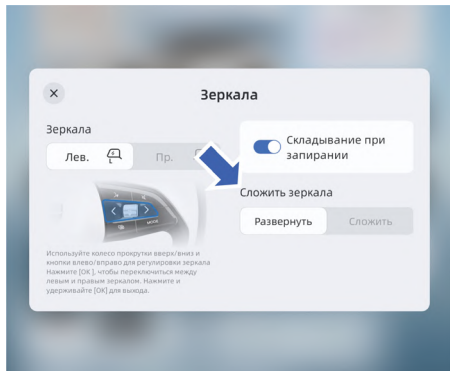 Зеркала
Зеркала
Лев.
L
Пр.
Складывание при
запирании
Сложить зеркала
Развернуть
Сложить
MODE
Используйте колесо прокрутки вверх/вниз и
кнопки влево/вправо для регулировки зеркала
Нажмите [OK ], чтобы переключиться между
левым и правым зеркалом. Нажмите и
удерживайте [OK] для выхода.